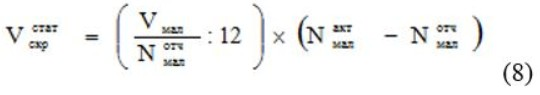 V стат скр = ( V мал / N отч мал : 12 ) × ( N акт мал − N отч мал )
(8)